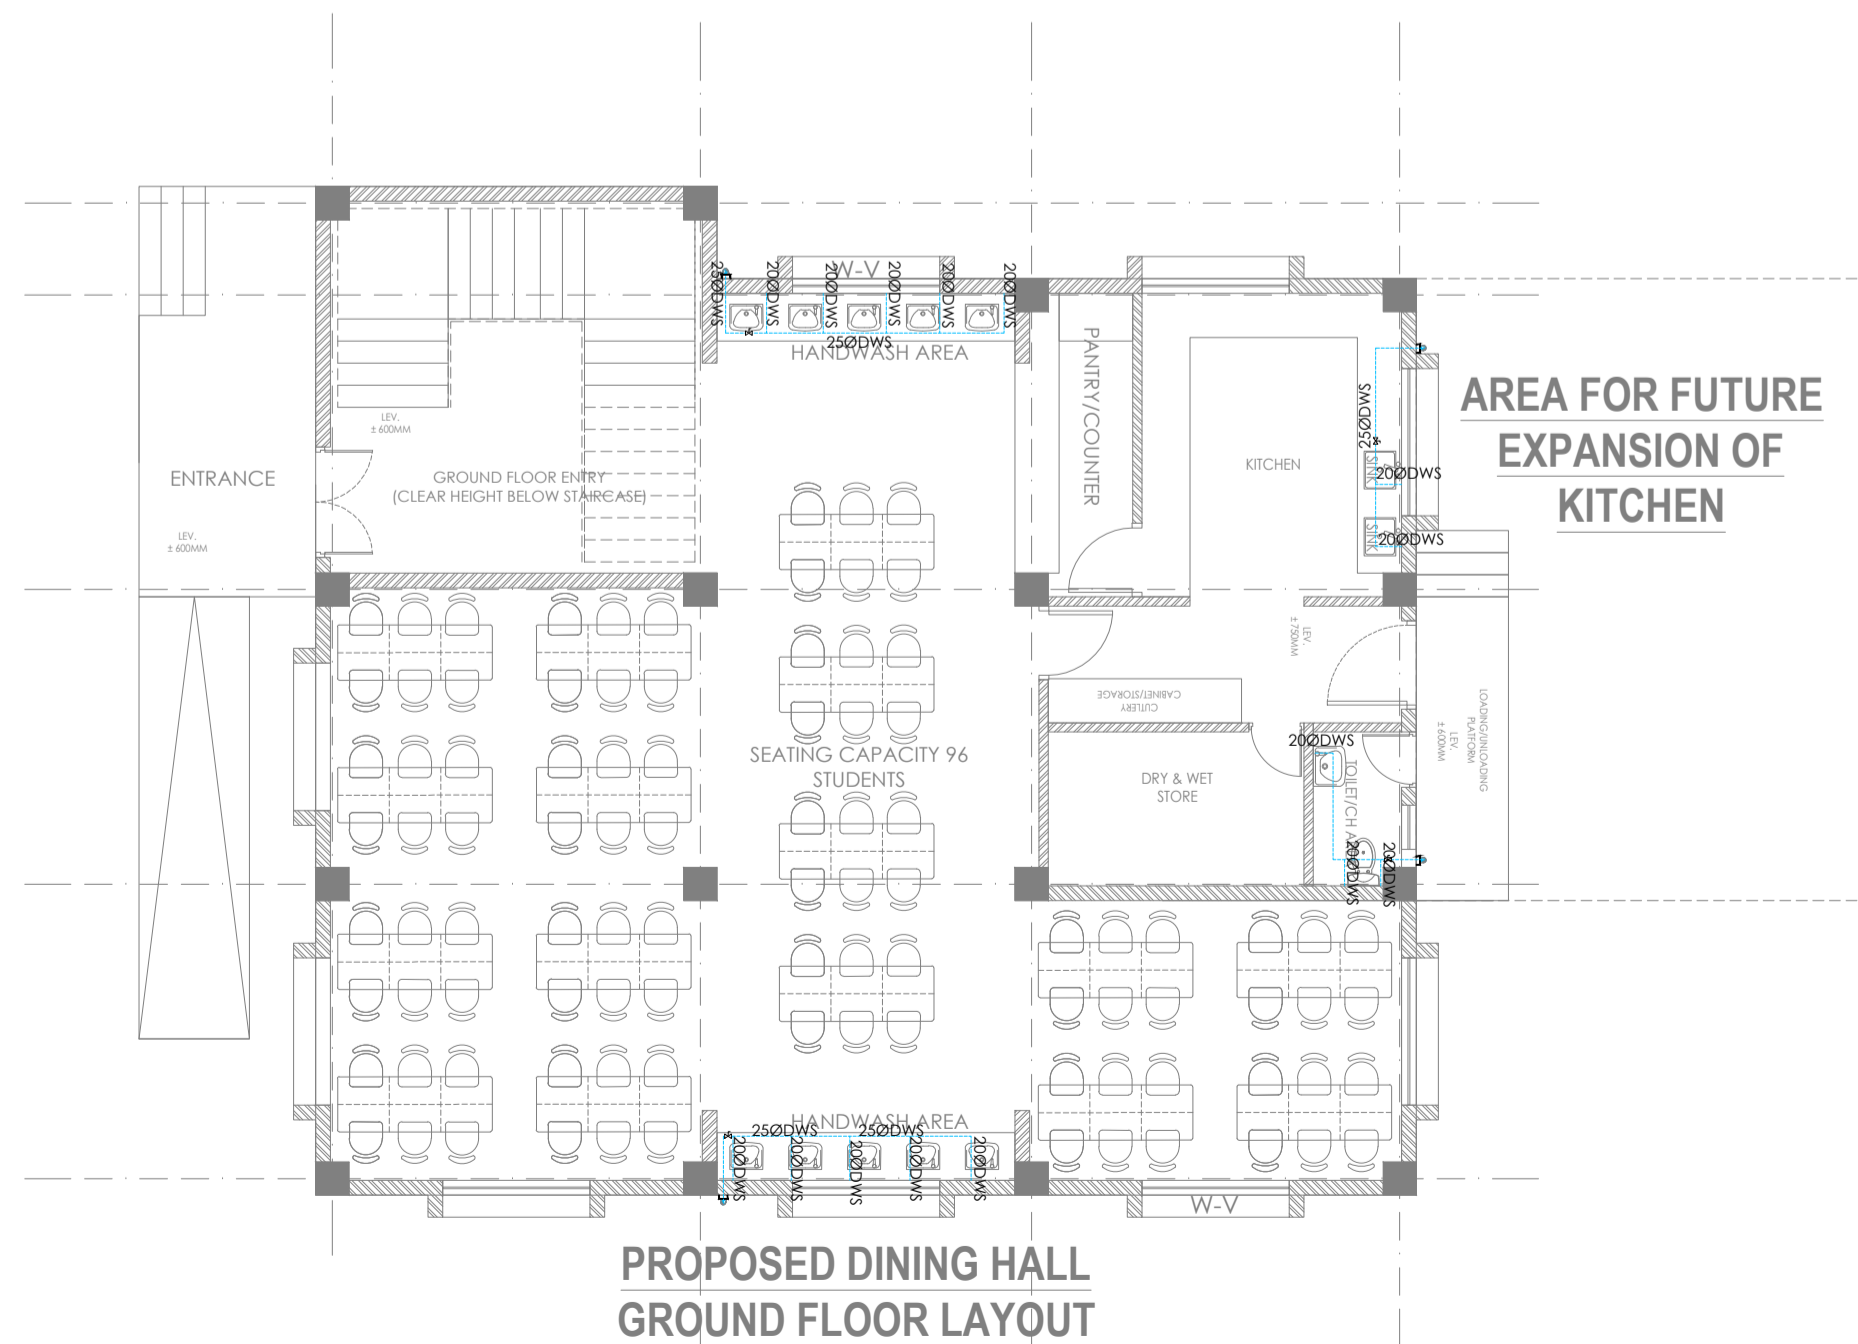 W-V
25ØDWS
20ØDWS
20ØDWS
20ØDWS
20ØDWS
20ØDWS
25ØDWS
HANDWASH AREA
PANTRY/COUNTER
LEV.
± 600MM
ENTRANCE
GROUND FLOOR ENTRY
(CLEAR HEIGHT BELOW STAIRCASE)
LEV.
± 600MM
KITCHEN
25ØDWS
SINK
20ØDWS
SINK
20ØDWS
AREA FOR FUTURE
EXPANSION OF
KITCHEN
LEV.
±750MM
CUTLERY
CABINET/STORAGE
LOADING/UNLOADING
PLATFORM
LEV.
±600MM
SEATING CAPACITY 96
STUDENTS
DRY & WET
STORE
20ØDWS
TOILET/CH A
20ØDWS
20ØDWS
HANDWASH AREA
25ØDWS
25ØDWS
20ØDWS
20ØDWS
20ØDWS
20ØDWS
20ØDWS
W-V
PROPOSED DINING HALL
GROUND FLOOR LAYOUT